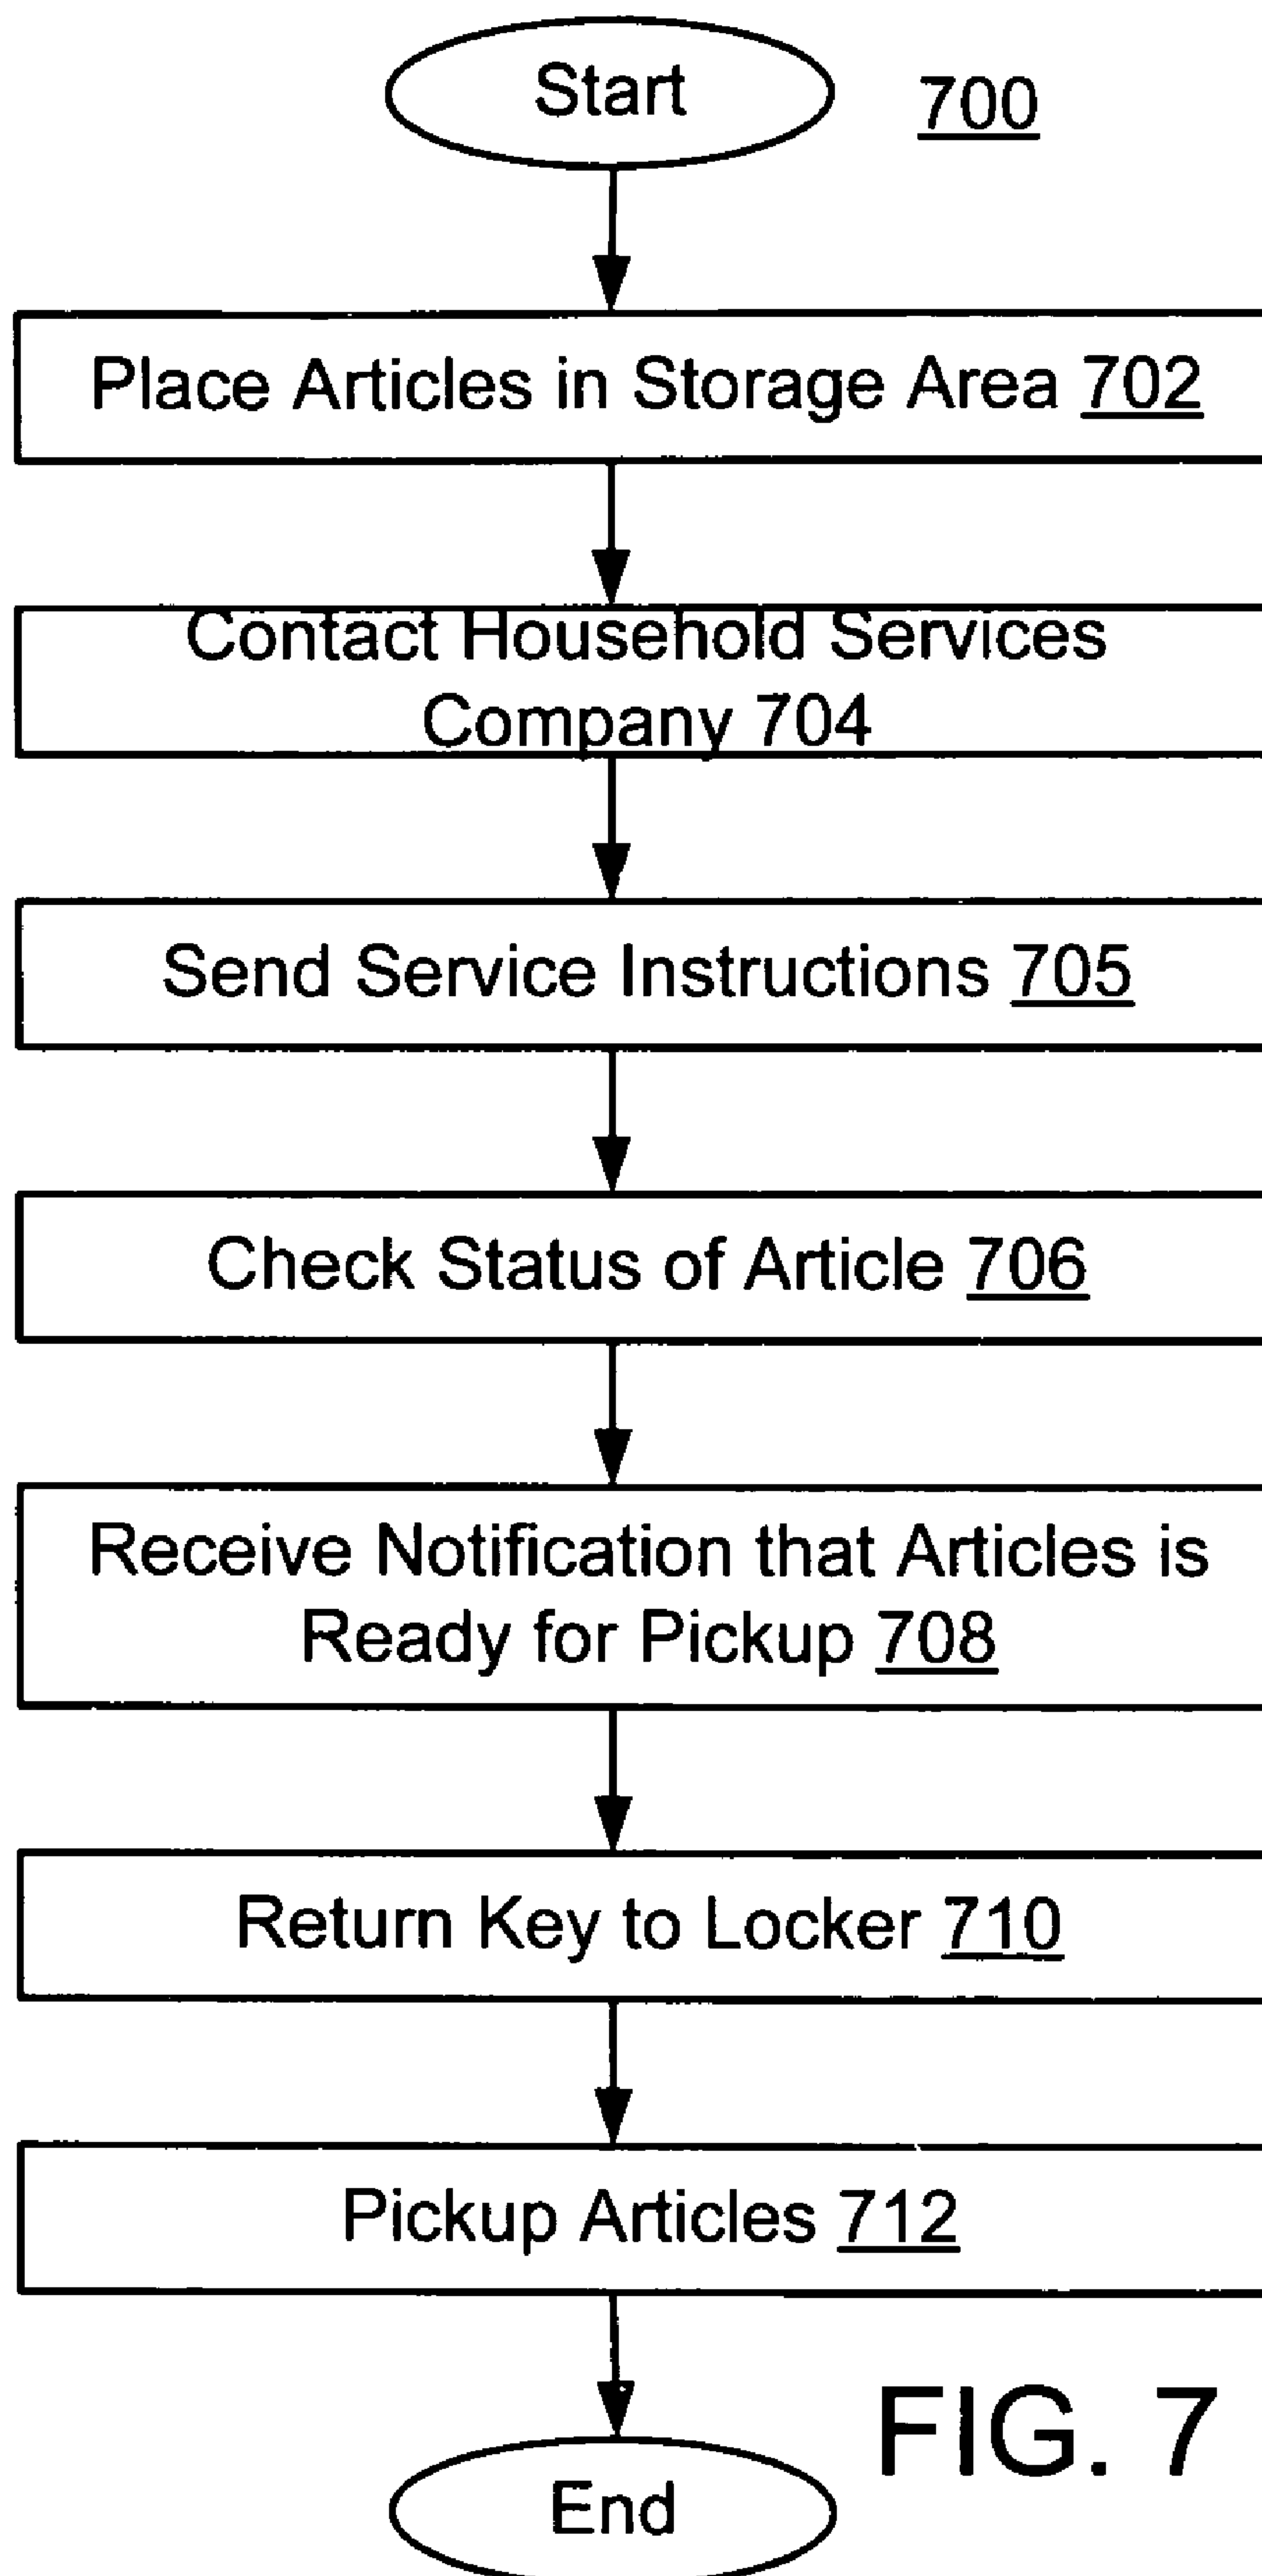 Start
700
Place Articles in Storage Area 702
Contact Household Services
Company 704
Send Service Instructions 705
Check Status of Article 706
Receive Notification that Articles is
Ready for Pickup 708
Return Key to Locker 710
Pickup Articles 712
FIG. 7
End